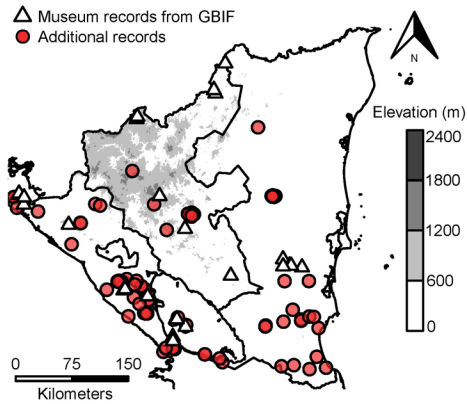 Museum records from GBIF
Additional records
N
Elevation (m)
2400
1800
1200
600
0
0 75 150
Kilometers